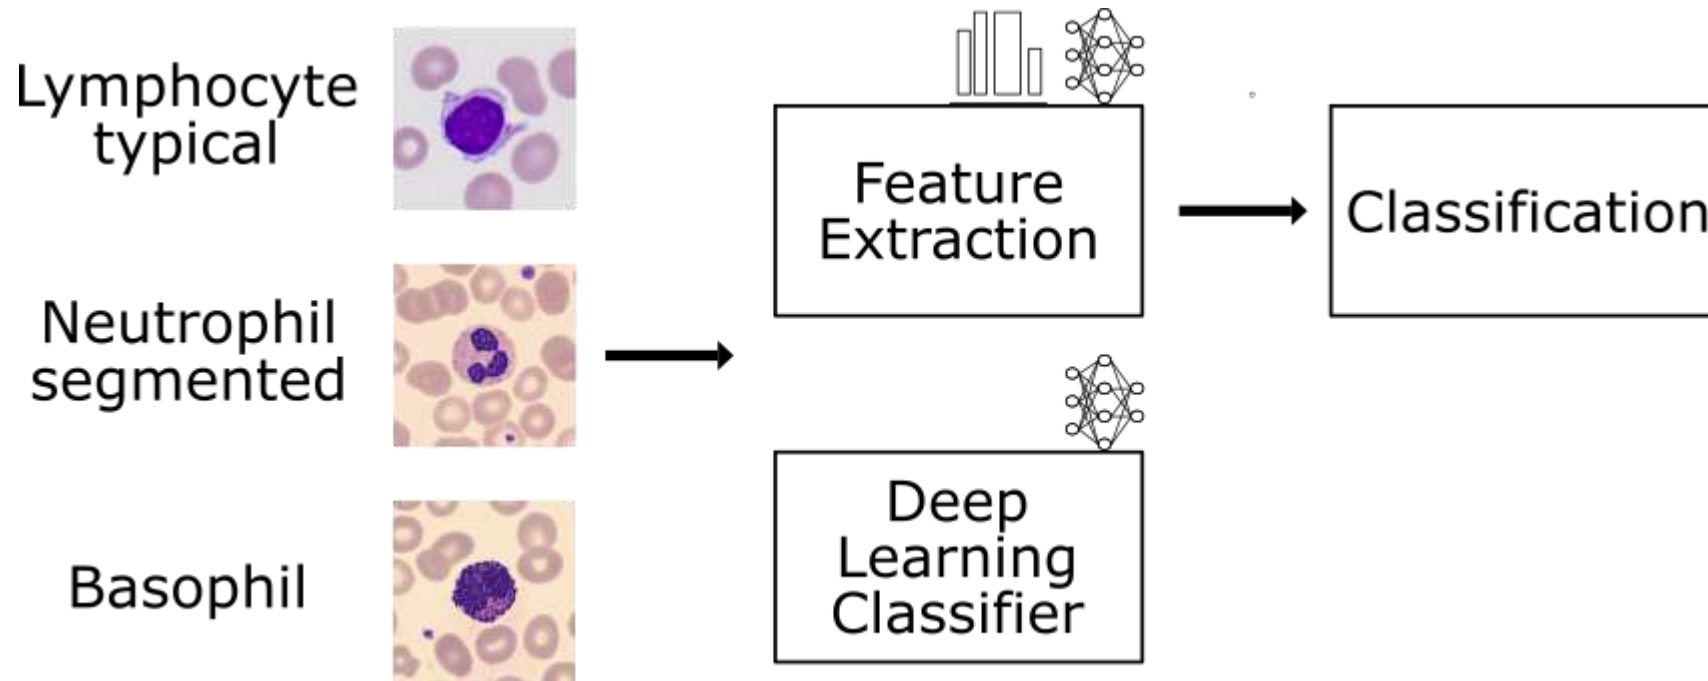 Lymphocyte
typical
Neutrophil
segmented
Basophil
Feature
Extraction
Classification
Deep
Learning
Classifier